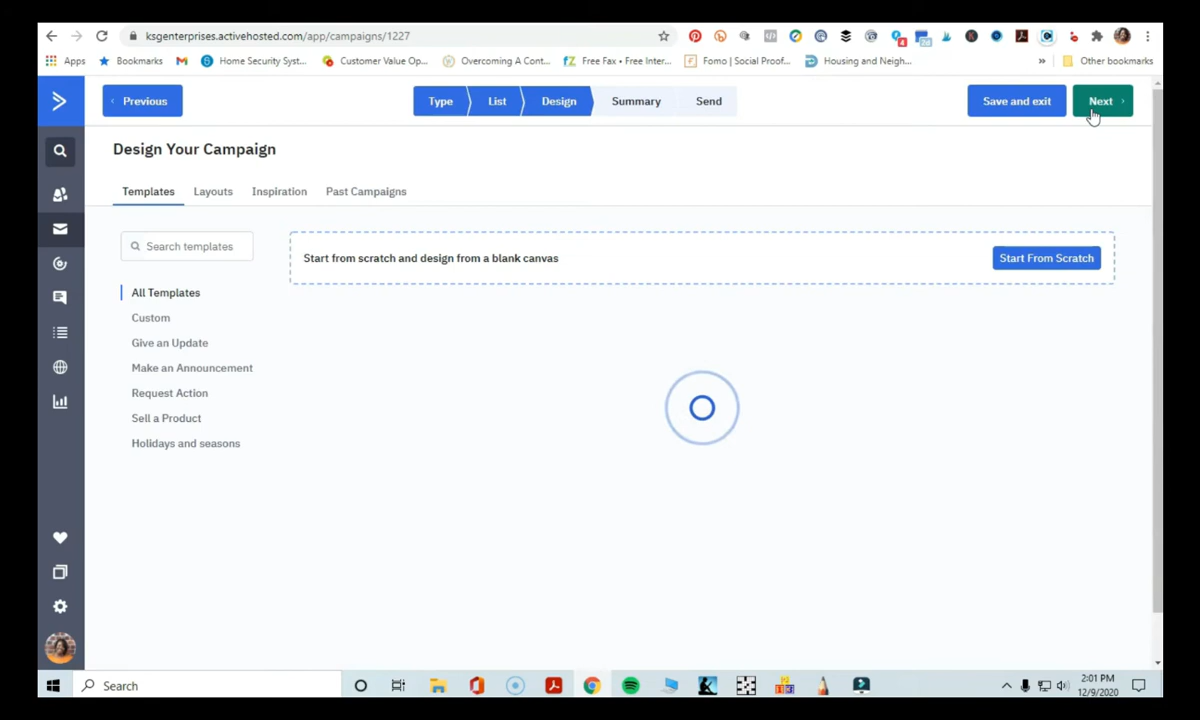 ksgenterprises.activehosted.com/app/campaigns/1227
Apps Bookmarks Home Security Syst... Customer Value Op... Overcoming A Cont... Free Fax • Free Inter... Fomo | Social Proof... Housing and Neigh... » Other bookmarks
Previous Type List Design Summary Send Save and exit Next
Design Your Campaign
Templates Layouts Inspiration Past Campaigns
Search templates
Start from scratch and design from a blank canvas Start From Scratch
All Templates
Custom
Give an Update
Make an Announcement
Request Action
Sell a Product
Holidays and seasons
Search
2:01 PM
12/9/2020